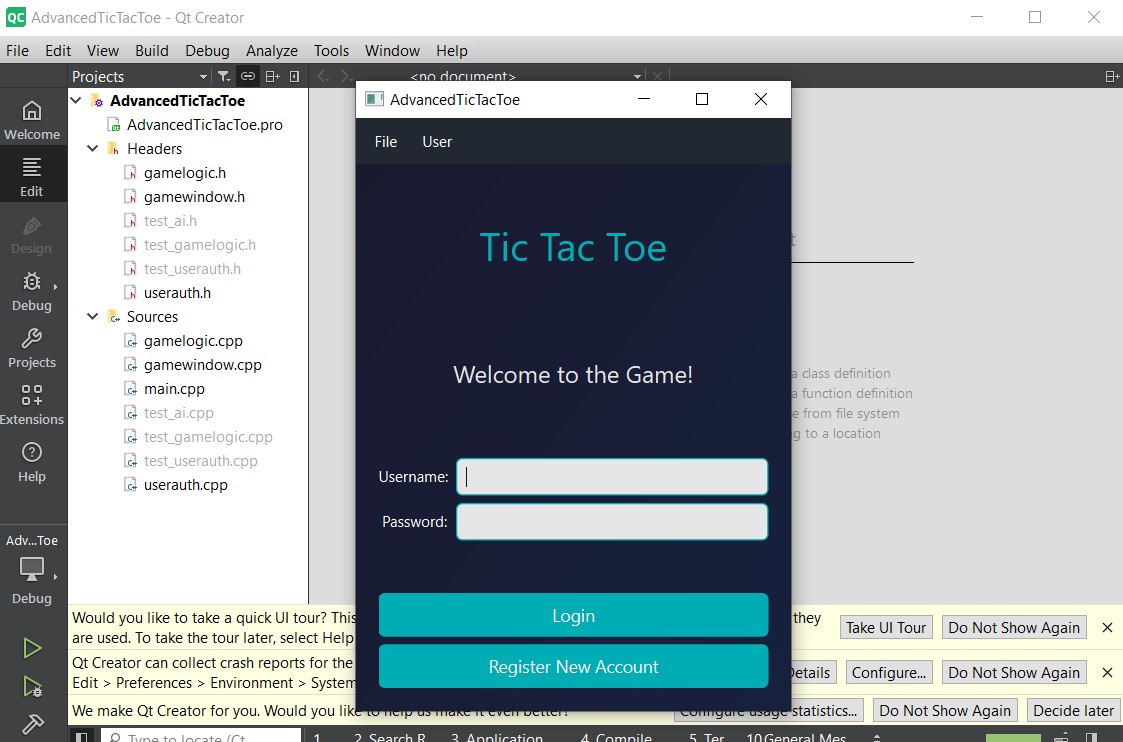 QC AdvancedTicTacToe - Qt Creator
File Edit View Build Debug Analyze Tools Window Help
Projects
<no document>
Welcome
Edit
Design
Debug
Projects
Extensions
Help
Adv...Toe
Debug
AdvancedTicTacToe
AdvancedTicTacToe.pro
Headers
gamelogic.h
gamewindow.h
test_ai.h
test_gamelogic.h
test_userauth.h
userauth.h
Sources
gamelogic.cpp
gamewindow.cpp
main.cpp
test_ai.cpp
test_gamelogic.cpp
test_userauth.cpp
userauth.cpp
AdvancedTicTacToe
File User
Tic Tac Toe
Welcome to the Game!
Username:
Password:
Login
Register New Account
a class definition
a function definition
from file system
to a location
Would you like to take a quick UI tour? This they
are used. To take the tour later, select Help
Take UI Tour Do Not Show Again
Qt Creator can collect crash reports for the
Edit > Preferences > Environment > System
Details Configure... Do Not Show Again
We make Qt Creator for you. Would you like to help us make it even better?
Configure usage statistics... Do Not Show Again Decide later
Type to locate (Ct 1 2 Search R 3 Application 4 Compile 5 Ter 10 General Mes